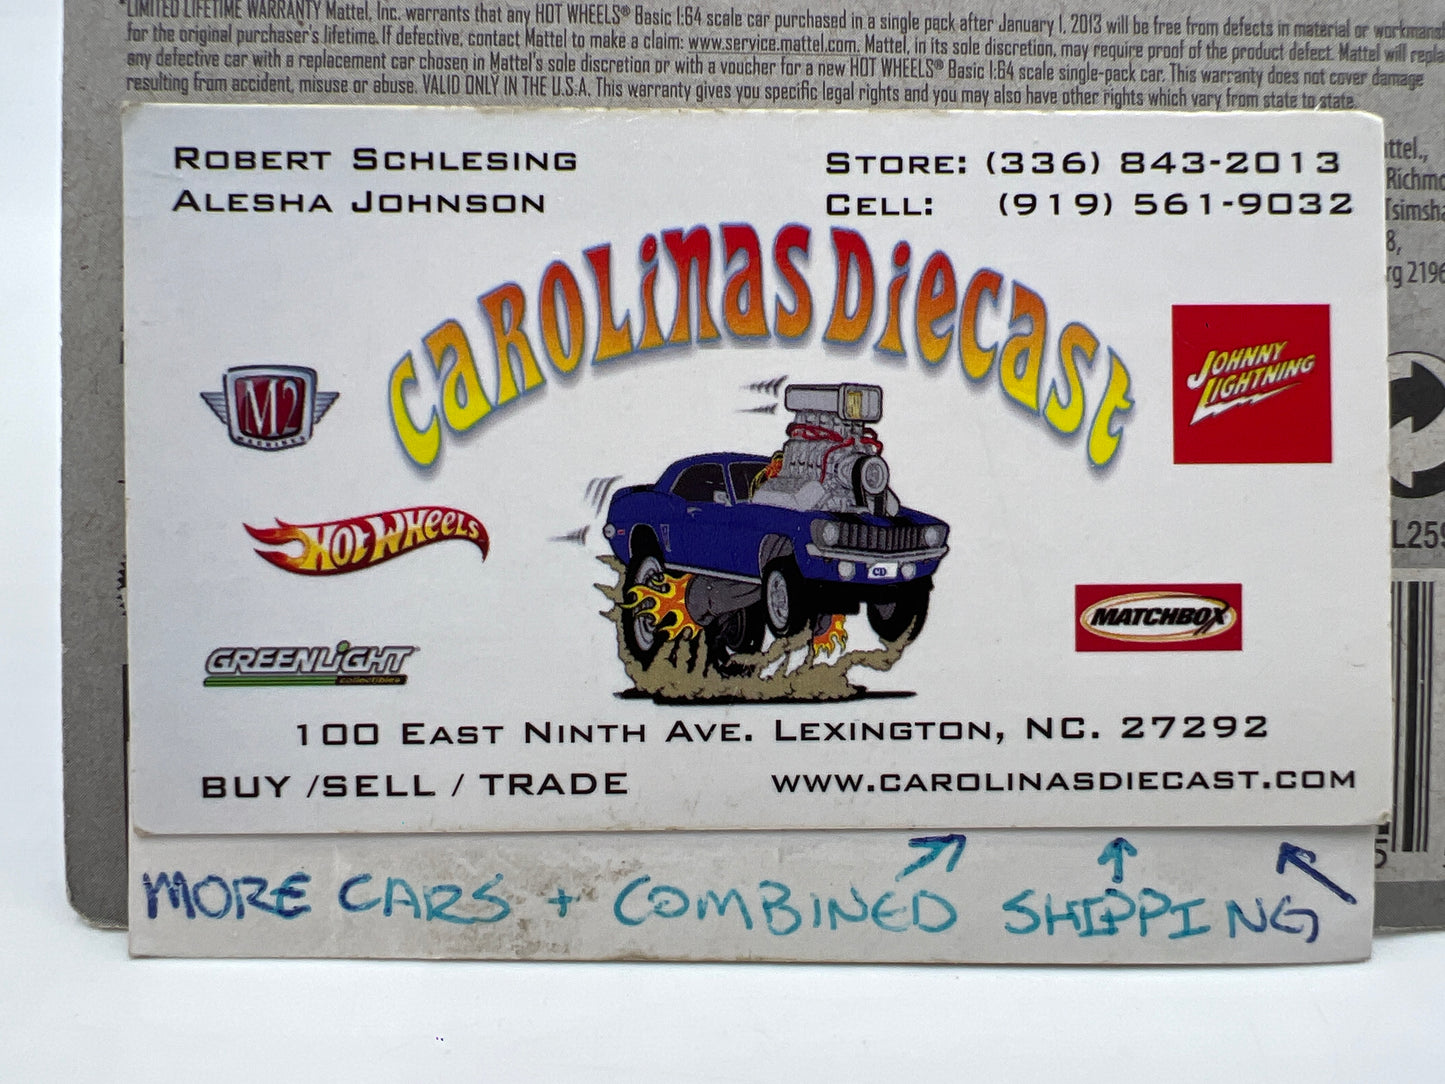 *LIMITED LIFETIME WARRANTY Mattel, Inc. warrants that any HOT WHEELS® Basic 1:64 scale car purchased in a single pack after January 1, 2013 will be free from defects in material or
for the original purchaser's lifetime. If defective, contact Mattel to make a claim: www.service.mattel.com. Mattel, in its sole discretion, may require proof of the product defect. Mattel will
any defective car with a replacement car chosen in Mattel's sole discretion or with a voucher for a new HOT WHEELS® Basic 1:64 scale single-pack car. This warranty does not cover damage
resulting from accident, misuse or abuse. VALID ONLY IN THE U.S.A. This warranty gives you specific legal rights and you may also have other rights which vary from state to state.
ROBERT SCHLESING
ALESHA JOHNSON
STORE: (336) 843-2013
CELL: (919) 561-9032
CAROLINAS DIECAST
M2
MACHINES
JOHNNY
LIGHTNING
HOT WHEELS
CD
MATCHBOX
GREENLIGHT
collectibles
100 EAST NINTH AVE. LEXINGTON, NC. 27292
BUY /SELL / TRADE
WWW.CAROLINASDIECAST.COM
MORE CARS + COMBINED SHIPPING